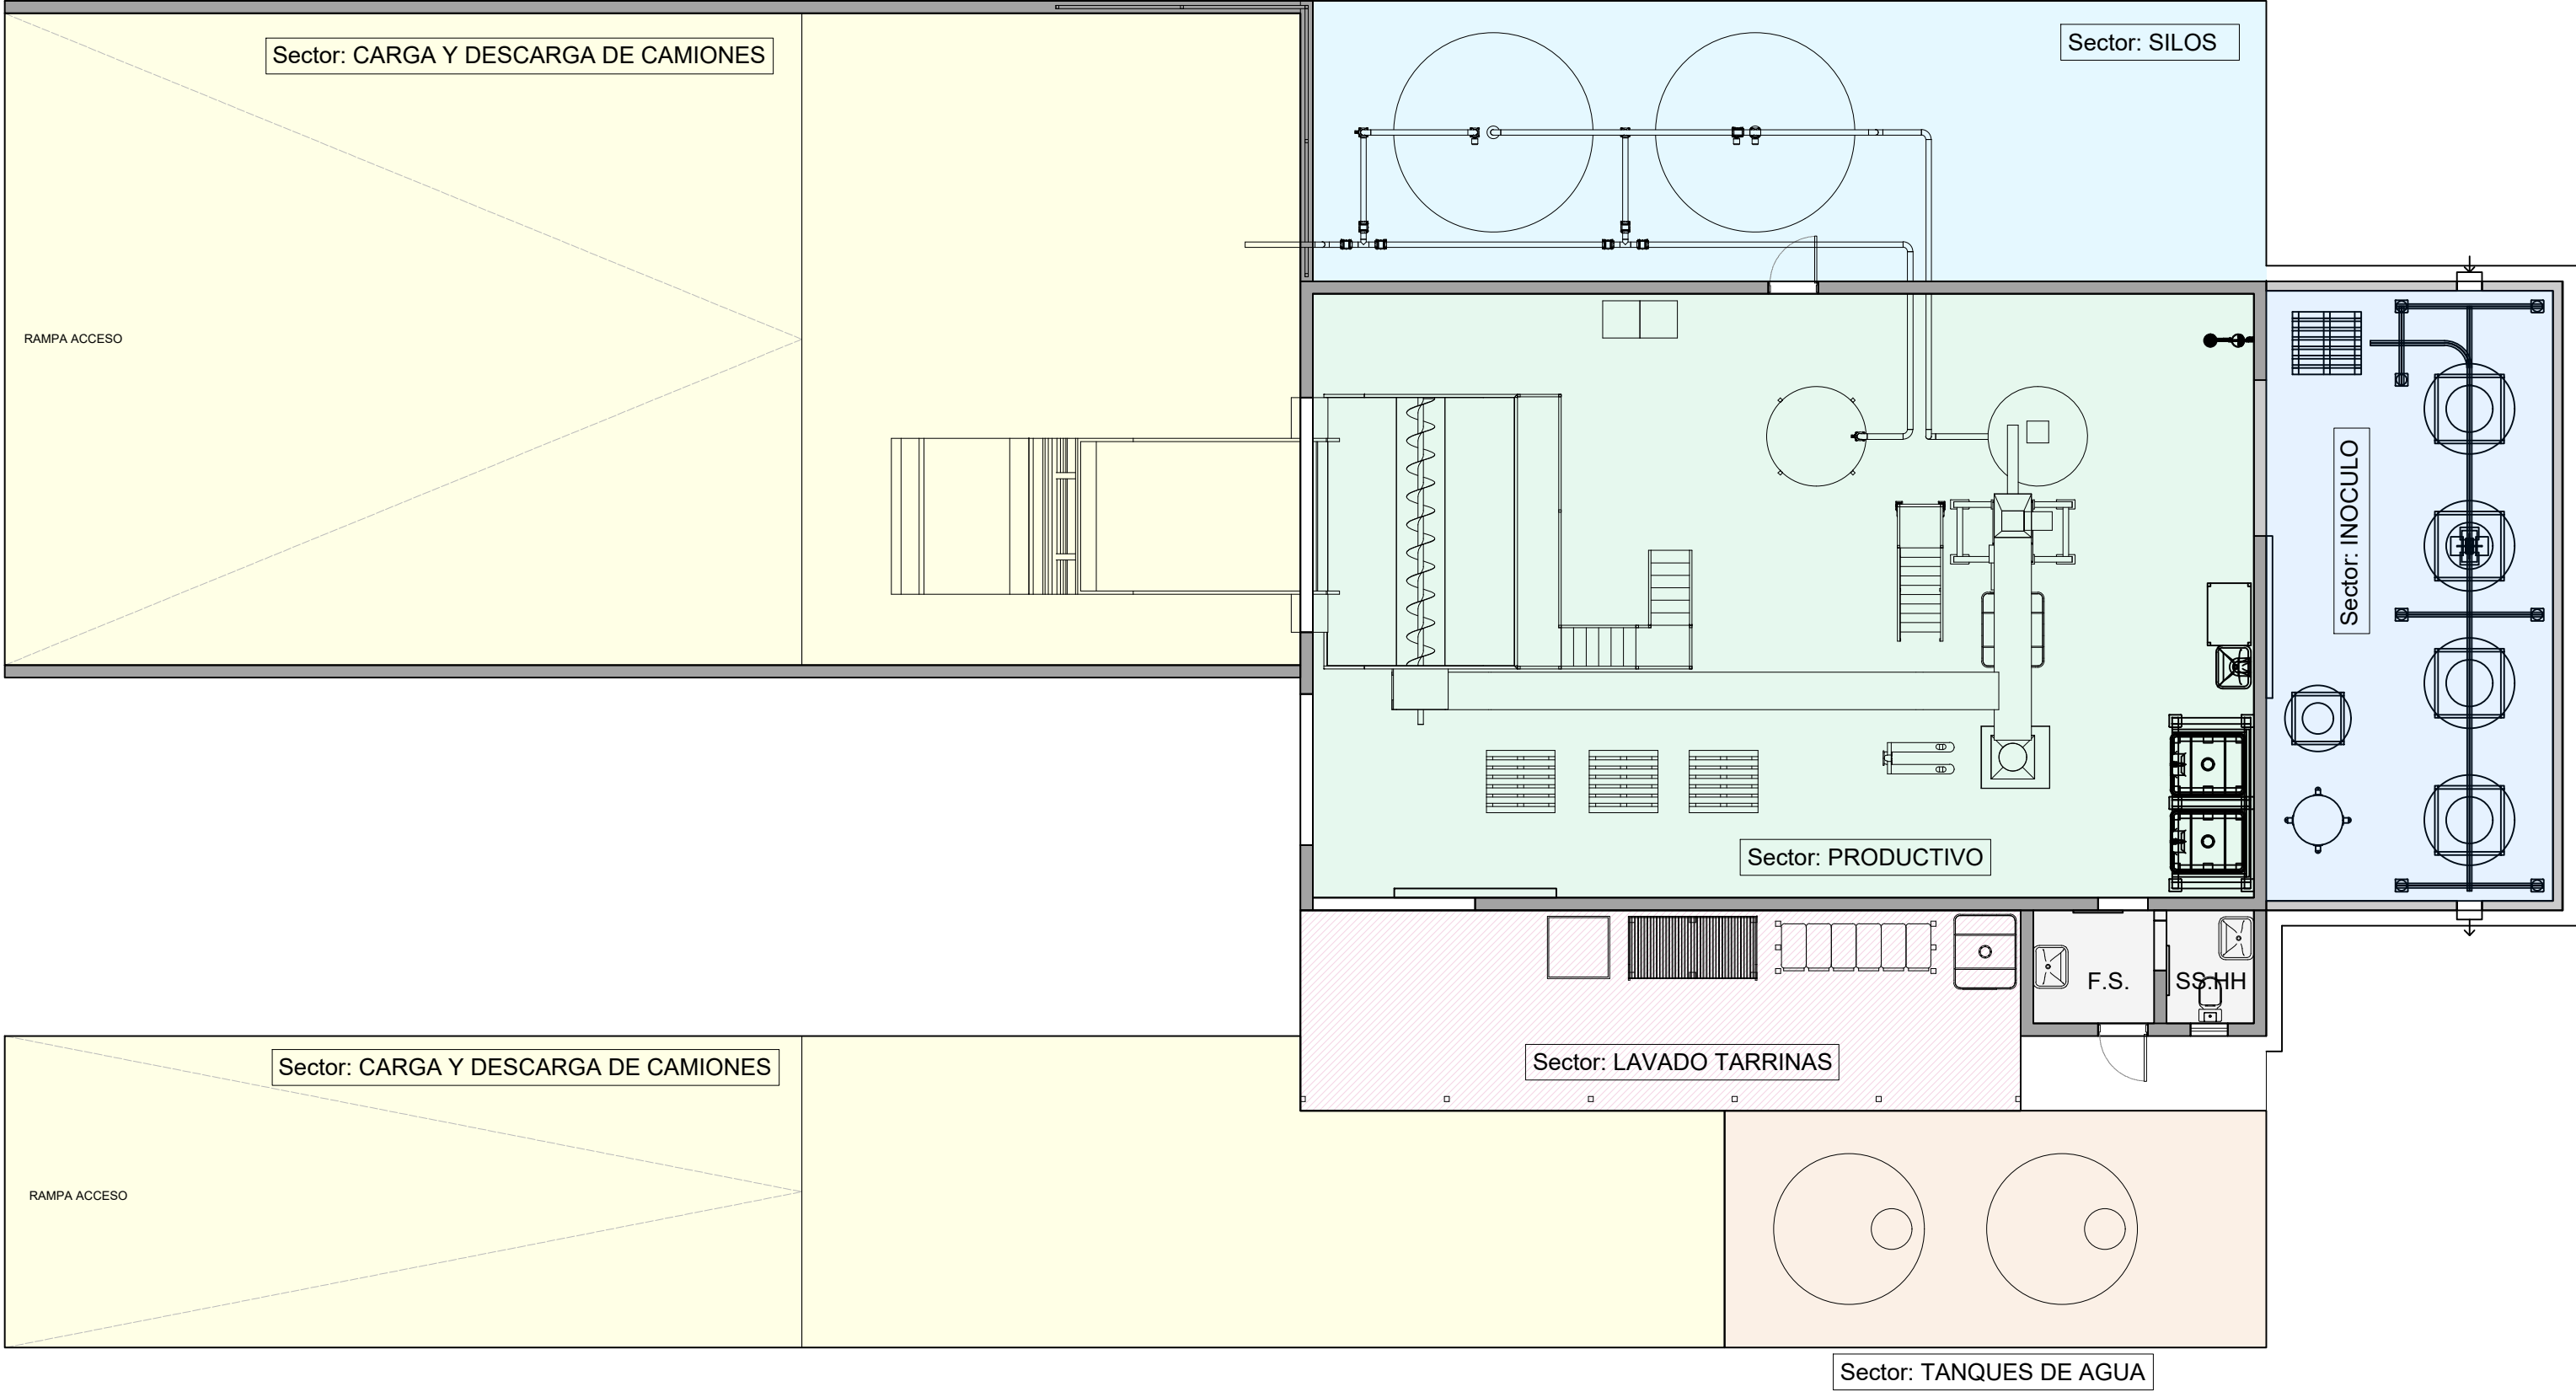 Sector: CARGA Y DESCARGA DE CAMIONES
Sector: SILOS
RAMPA ACCESO
Sector: INOCULO
Sector: PRODUCTIVO
F.S.
SS.HH
Sector: LAVADO TARRINAS
Sector: CARGA Y DESCARGA DE CAMIONES
RAMPA ACCESO
Sector: TANQUES DE AGUA